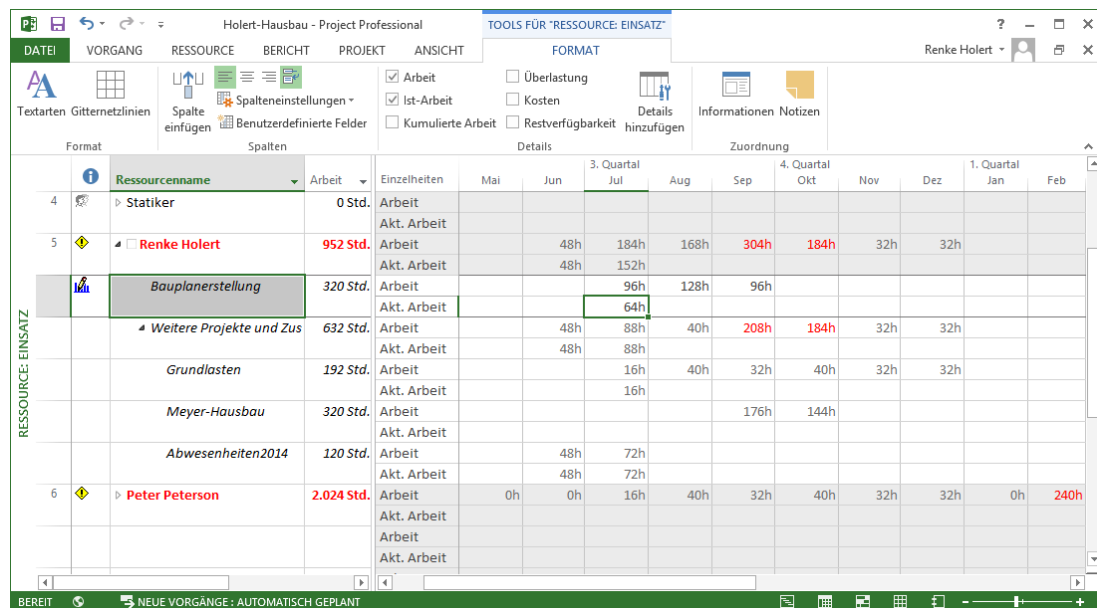 Holert-Hausbau - Project Professional
TOOLS FÜR "RESSOURCE: EINSATZ"
DATEI VORGANG RESSOURCE BERICHT PROJEKT ANSICHT FORMAT Renke Holert
Textarten Gitternetzlinien
Format
Spalte einfügen
Spalteneinstellungen
Benutzerdefinierte Felder
Spalten
Arbeit Überlastung
Ist-Arbeit Kosten
Kumulierte Arbeit Restverfügbarkeit
Details hinzufügen
Details
Informationen Notizen
Zuordnung
3. Quartal 4. Quartal 1. Quartal
Ressourcenname Arbeit Einzelheiten Mai Jun Jul Aug Sep Okt Nov Dez Jan Feb
4 Statiker 0 Std. Arbeit
Akt. Arbeit
5 Renke Holert 952 Std. Arbeit 48h 184h 168h 304h 184h 32h 32h
Akt. Arbeit 48h 152h
Bauplanerstellung 320 Std. Arbeit 96h 128h 96h
Akt. Arbeit 64h
Weitere Projekte und Zus 632 Std. Arbeit 48h 88h 40h 208h 184h 32h 32h
Akt. Arbeit 48h 88h
Grundlasten 192 Std. Arbeit 16h 40h 32h 40h 32h 32h
Akt. Arbeit 16h
Meyer-Hausbau 320 Std. Arbeit 176h 144h
Akt. Arbeit
Abwesenheiten2014 120 Std. Arbeit 48h 72h
Akt. Arbeit 48h 72h
6 Peter Peterson 2.024 Std. Arbeit 0h 0h 16h 40h 32h 40h 32h 32h 0h 240h
Akt. Arbeit
Arbeit
Akt. Arbeit
RESSOURCE: EINSATZ
BEREIT NEUE VORGÄNGE : AUTOMATISCH GEPLANT